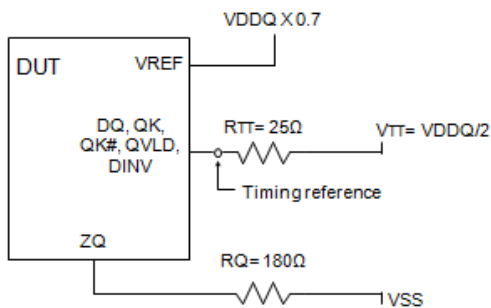 VDDQ X 0.7
DUT
VREF
DQ, QK,
QK#, QVLD,
DINV
RTT= 25Ω
VTT= VDDQ/2
Timing reference
ZQ
RQ= 180Ω
VSS